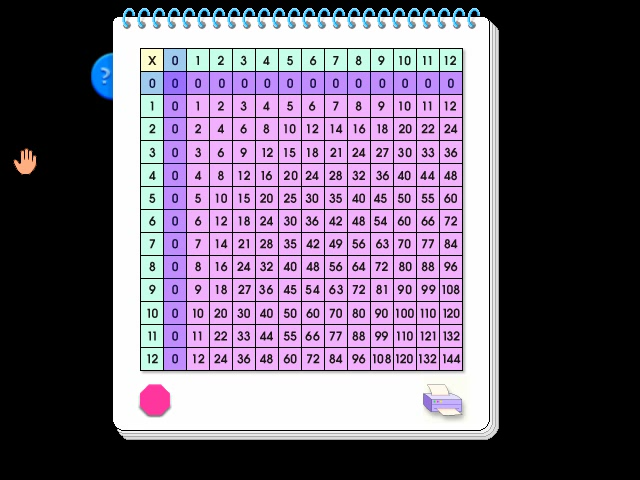 X 0 1 2 3 4 5 6 7 8 9 10 11 12
0 0 0 0 0 0 0 0 0 0 0 0 0 0
1 0 1 2 3 4 5 6 7 8 9 10 11 12
2 0 2 4 6 8 10 12 14 16 18 20 22 24
3 0 3 6 9 12 15 18 21 24 27 30 33 36
4 0 4 8 12 16 20 24 28 32 36 40 44 48
5 0 5 10 15 20 25 30 35 40 45 50 55 60
6 0 6 12 18 24 30 36 42 48 54 60 66 72
7 0 7 14 21 28 35 42 49 56 63 70 77 84
8 0 8 16 24 32 40 48 56 64 72 80 88 96
9 0 9 18 27 36 45 54 63 72 81 90 99 108
10 0 10 20 30 40 50 60 70 80 90 100 110 120
11 0 11 22 33 44 55 66 77 88 99 110 121 132
12 0 12 24 36 48 60 72 84 96 108 120 132 144
?